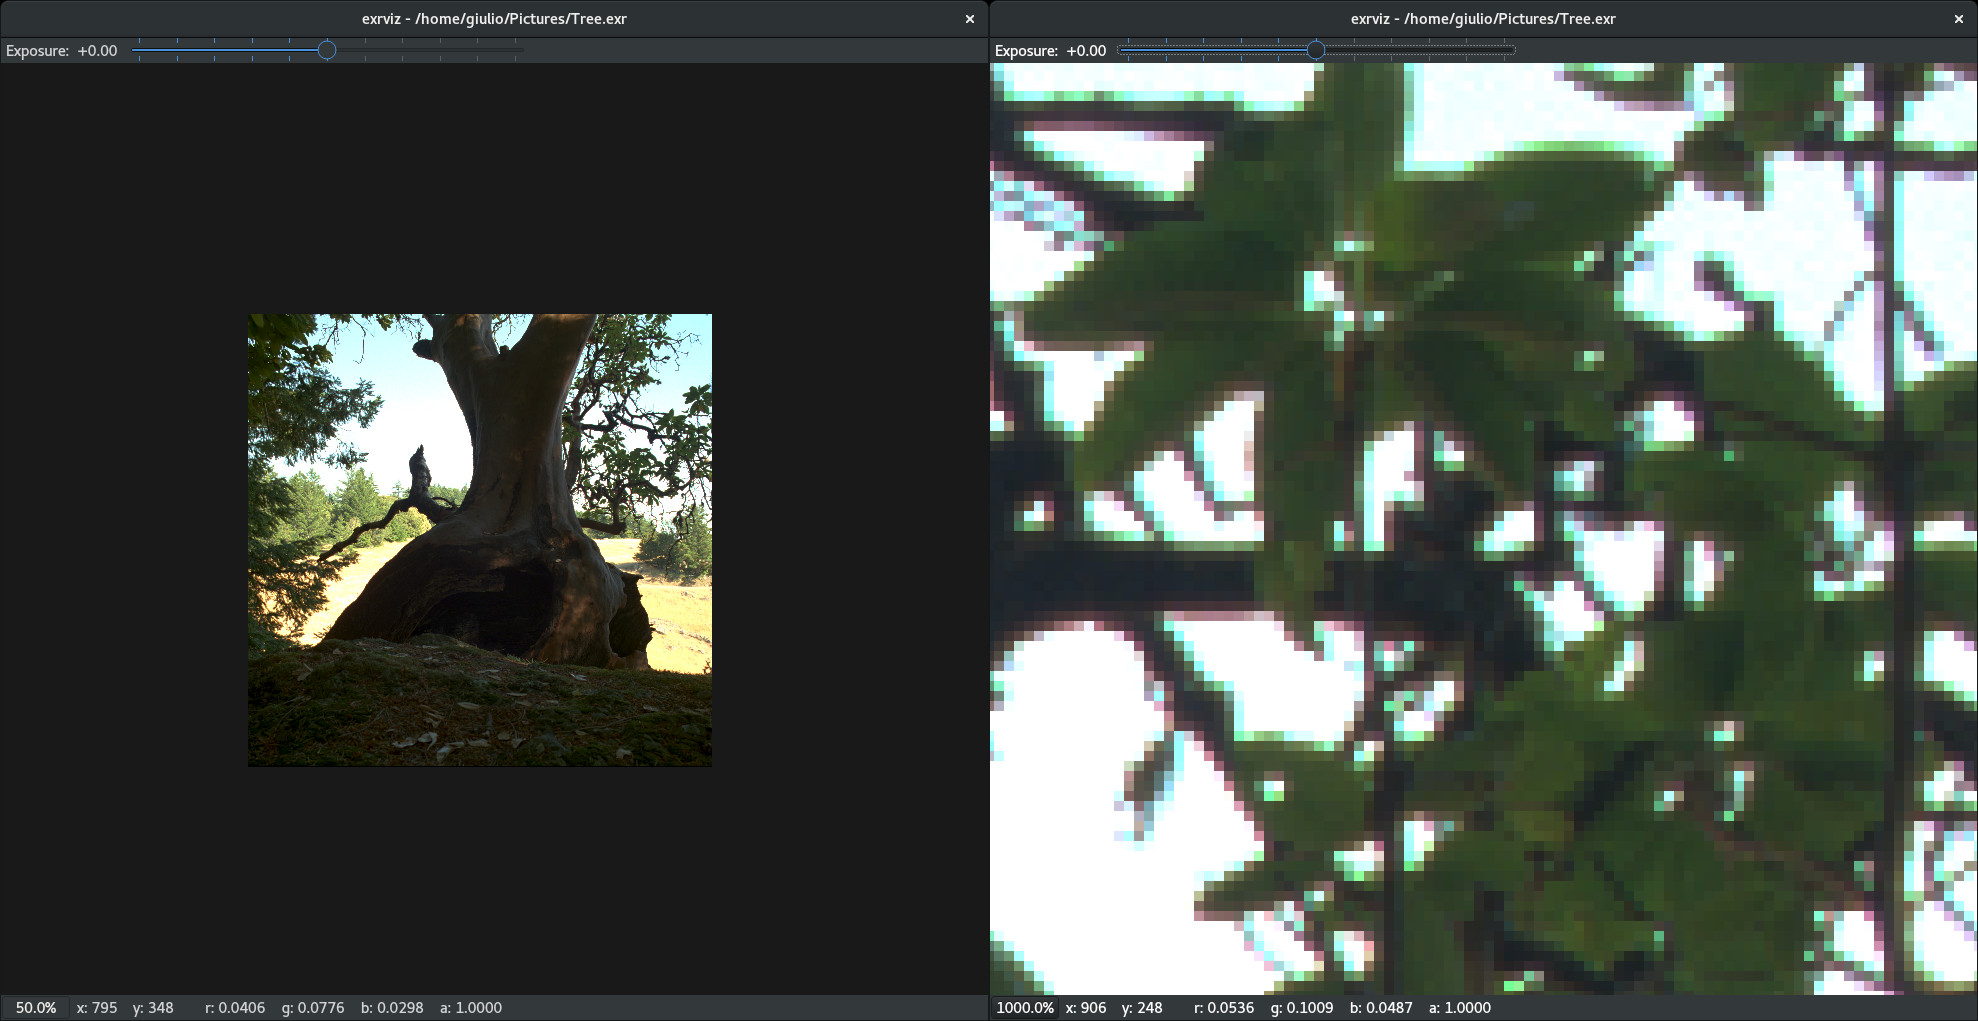 exrviz - /home/giulio/Pictures/Tree.exr ×
Exposure: +0.00
50.0% x: 795 y: 348 r: 0.0406 g: 0.0776 b: 0.0298 a: 1.0000
exrviz - /home/giulio/Pictures/Tree.exr ×
Exposure: +0.00
1000.0% x: 906 y: 248 r: 0.0536 g: 0.1009 b: 0.0487 a: 1.0000